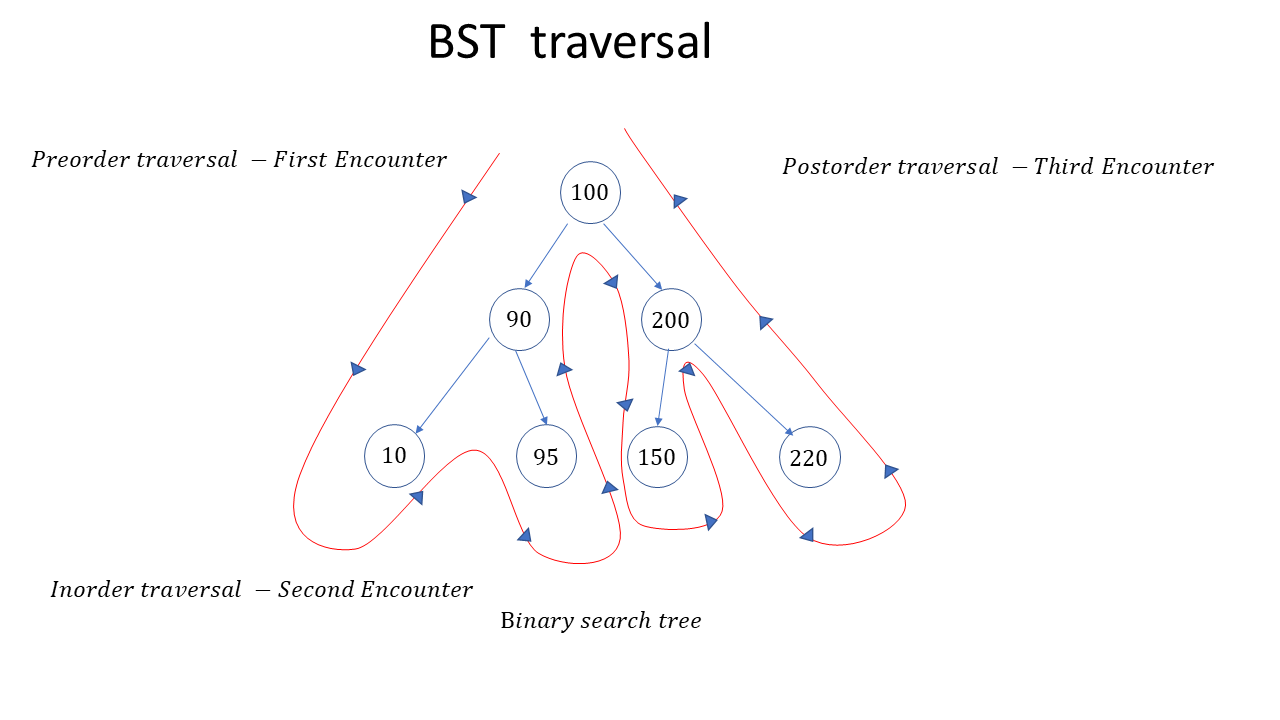 BST traversal
Preorder traversal − First Encounter
Postorder traversal − Third Encounter
100
90
200
10
95
150
220
Inorder traversal − Second Encounter
Binary search tree